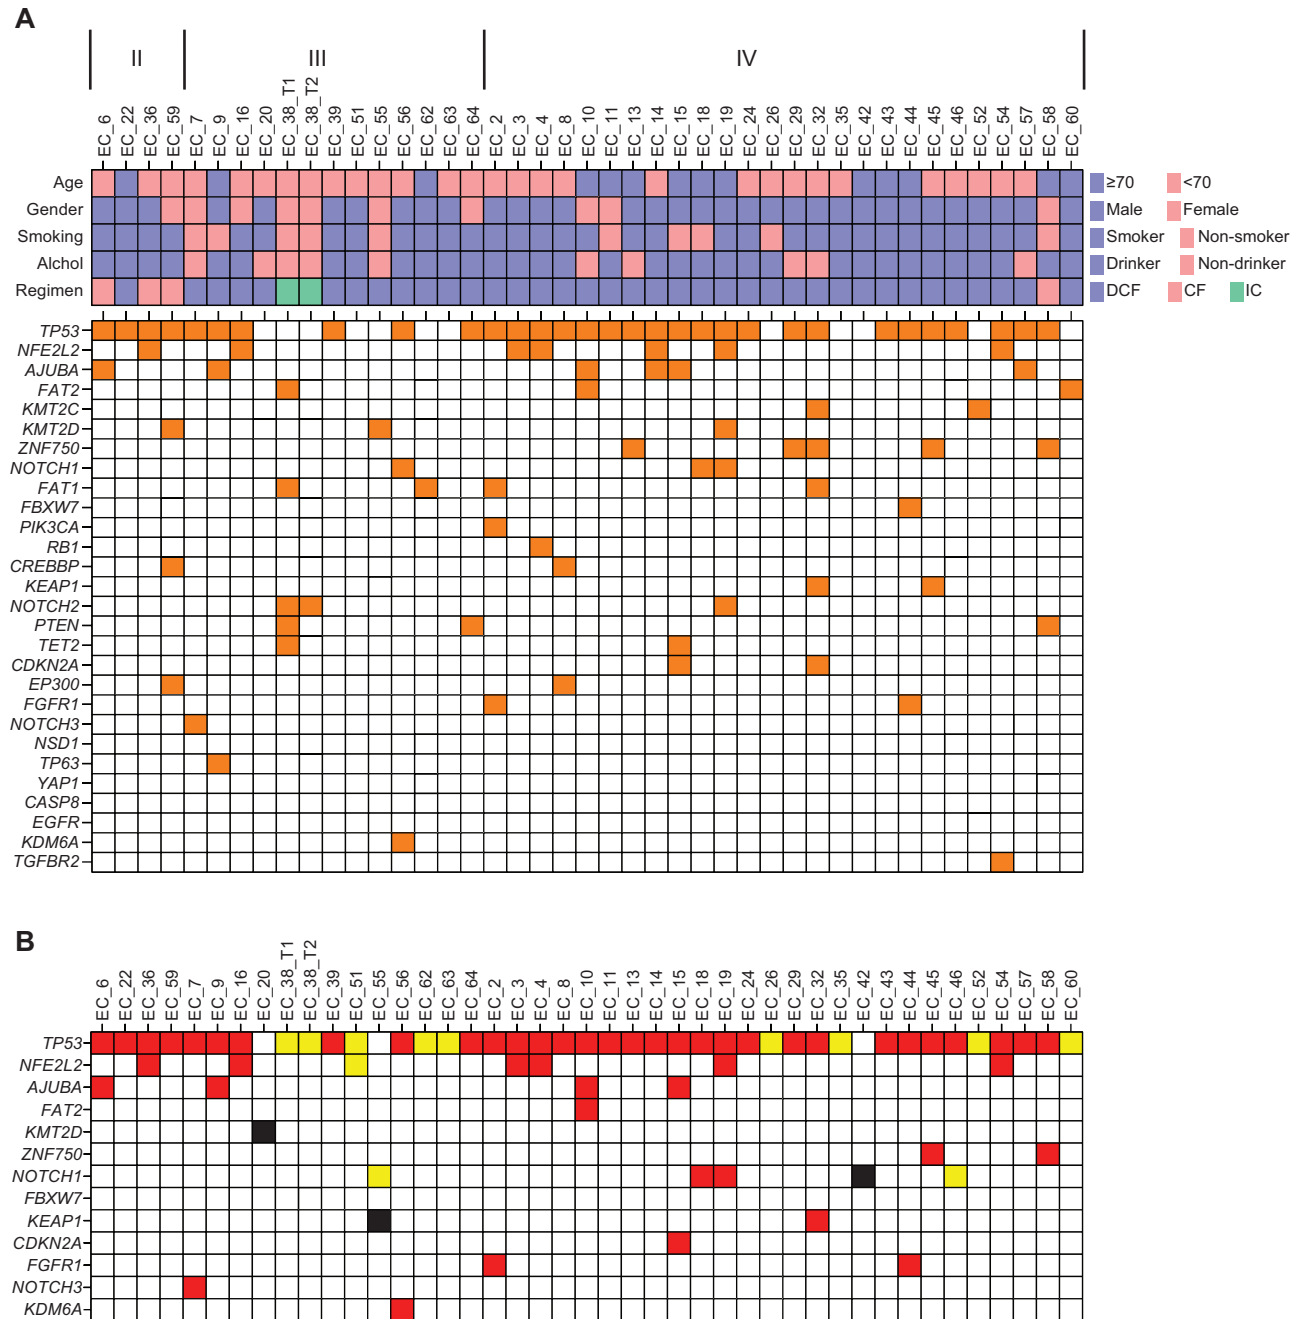 A
II III IV
EC_6 EC_22 EC_36 EC_59 EC_7 EC_9 EC_16 EC_20 EC_38_T1 EC_38_T2 EC_39 EC_51 EC_55 EC_56 EC_62 EC_63 EC_64 EC_2 EC_3 EC_4 EC_8 EC_10 EC_11 EC_13 EC_14 EC_15 EC_18 EC_19 EC_24 EC_26 EC_29 EC_32 EC_35 EC_42 EC_43 EC_44 EC_45 EC_46 EC_52 EC_54 EC_57 EC_58 EC_60
Age ≥70 <70
Gender Male Female
Smoking Smoker Non-smoker
Alchol Drinker Non-drinker
Regimen DCF CF IC
TP53
NFE2L2
AJUBA
FAT2
KMT2C
KMT2D
ZNF750
NOTCH1
FAT1
FBXW7
PIK3CA
RB1
CREBBP
KEAP1
NOTCH2
PTEN
TET2
CDKN2A
EP300
FGFR1
NOTCH3
NSD1
TP63
YAP1
CASP8
EGFR
KDM6A
TGFBR2
B
EC_6 EC_22 EC_36 EC_59 EC_7 EC_9 EC_16 EC_20 EC_38_T1 EC_38_T2 EC_39 EC_51 EC_55 EC_56 EC_62 EC_63 EC_64 EC_2 EC_3 EC_4 EC_8 EC_10 EC_11 EC_13 EC_14 EC_15 EC_18 EC_19 EC_24 EC_26 EC_29 EC_32 EC_35 EC_42 EC_43 EC_44 EC_45 EC_46 EC_52 EC_54 EC_57 EC_58 EC_60
TP53
NFE2L2
AJUBA
FAT2
KMT2D
ZNF750
NOTCH1
FBXW7
KEAP1
CDKN2A
FGFR1
NOTCH3
KDM6A